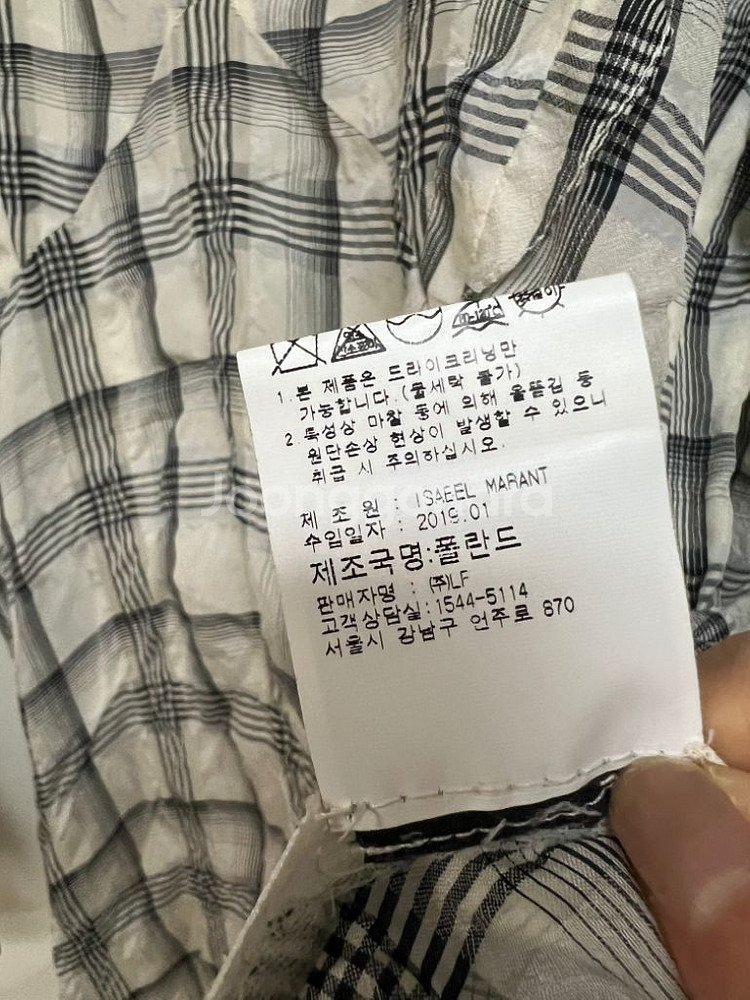 1.본 제품은 드라이크리닝만
가능합니다.(물세탁 불가)
2.특성상 마찰 등에 의해 올뜯김 등
원단손상 현상이 발생할 수 있으니
취급 시 주의하십시오.
제 조 원 : ISABEL MARANT
수입일자 : 2019.01
제조국명:폴란드
판매자명 : (주)LF
고객상담실:1544-5114
서울시 강남구 언주로 870